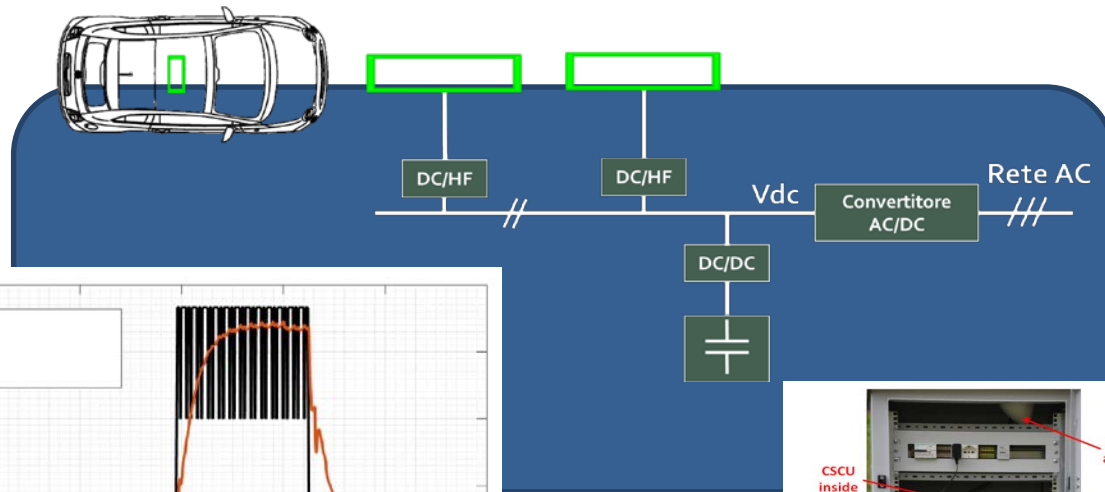 DC/HF
DC/HF
Vdc
Convertitore
AC/DC
Rete AC
DC/DC
CSCU
inside
a